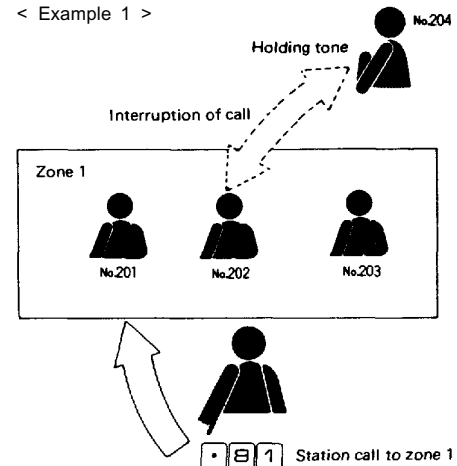 < Example 1 >
No.204
Holding tone
Interruption of call
Zone 1
No.201 No.202 No.203
• 8 1 Station call to zone 1